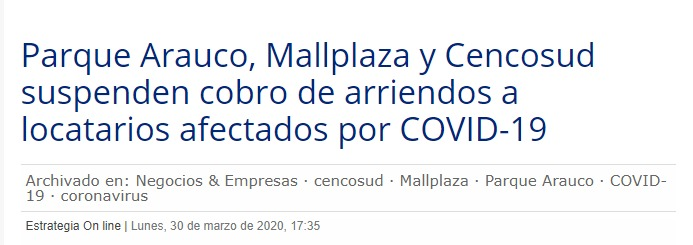 Parque Arauco, Mallplaza y Cencosud
suspenden cobro de arriendos a
locatarios afectados por COVID-19
Archivado en: Negocios & Empresas · cencosud · Mallplaza · Parque Arauco · COVID-
19 · coronavirus
Estrategia On line | Lunes, 30 de marzo de 2020, 17:35